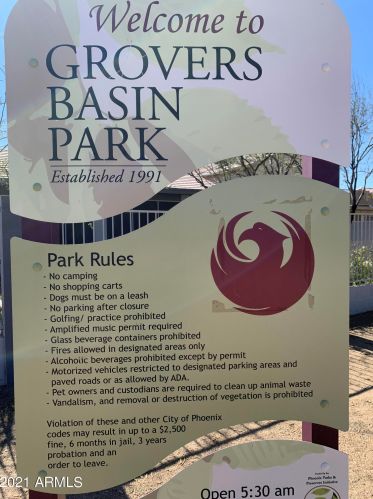 Welcome to
GROVERS
BASIN
PARK
Established 1991
Park Rules
- No camping
- No shopping carts
- Dogs must be on a leash
- No parking after closure
- Golfing/ practice prohibited
- Amplified music permit required
- Glass beverage containers prohibited
- Fires allowed in designated areas only
- Alcoholic beverages prohibited except by permit
- Motorized vehicles restricted to designated parking areas and
paved roads or as allowed by ADA.
- Pet owners and custodians are required to clean up animal waste
- Vandalism, and removal or destruction of vegetation is prohibited
Violation of these and other City of Phoenix
codes may result in up to a $2,500
fine, 6 months in jail, 3 years
probation and an
order to leave.
Phoenix Parks &
Preserves Initiative
Open 5:30 am
2021 ARMLS